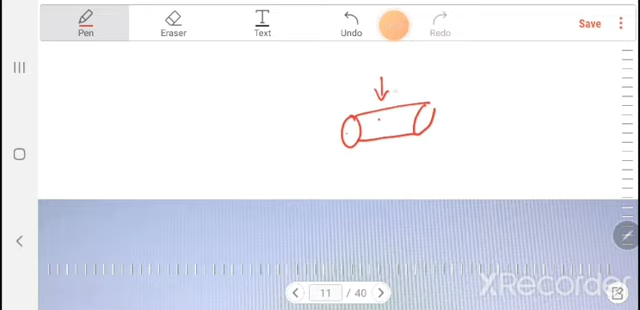 Pen
Eraser
Text
Undo
Redo
Save
11 / 40
XRecorder